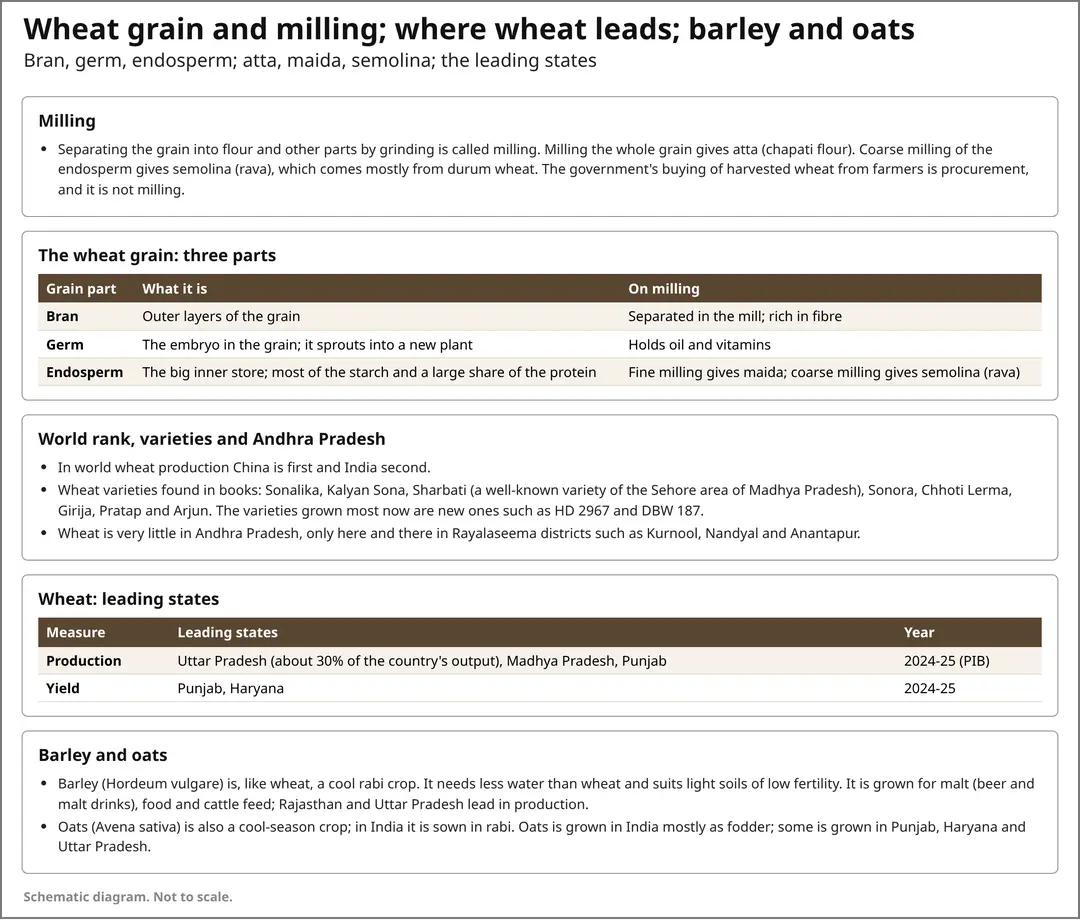 Wheat grain and milling; where wheat leads; barley and oats
Bran, germ, endosperm; atta, maida, semolina; the leading states
Milling
• Separating the grain into flour and other parts by grinding is called milling. Milling the whole grain gives atta (chapati flour). Coarse milling of the
endosperm gives semolina (rava), which comes mostly from durum wheat. The government's buying of harvested wheat from farmers is procurement,
and it is not milling.
The wheat grain: three parts
Grain part What it is On milling
Bran Outer layers of the grain Separated in the mill; rich in fibre
Germ The embryo in the grain; it sprouts into a new plant Holds oil and vitamins
Endosperm The big inner store; most of the starch and a large share of the protein Fine milling gives maida; coarse milling gives semolina (rava)
World rank, varieties and Andhra Pradesh
• In world wheat production China is first and India second.
• Wheat varieties found in books: Sonalika, Kalyan Sona, Sharbati (a well-known variety of the Sehore area of Madhya Pradesh), Sonora, Chhoti Lerma,
Girija, Pratap and Arjun. The varieties grown most now are new ones such as HD 2967 and DBW 187.
• Wheat is very little in Andhra Pradesh, only here and there in Rayalaseema districts such as Kurnool, Nandyal and Anantapur.
Wheat: leading states
Measure Leading states Year
Production Uttar Pradesh (about 30% of the country's output), Madhya Pradesh, Punjab 2024-25 (PIB)
Yield Punjab, Haryana 2024-25
Barley and oats
• Barley (Hordeum vulgare) is, like wheat, a cool rabi crop. It needs less water than wheat and suits light soils of low fertility. It is grown for malt (beer and
malt drinks), food and cattle feed; Rajasthan and Uttar Pradesh lead in production.
• Oats (Avena sativa) is also a cool-season crop; in India it is sown in rabi. Oats is grown in India mostly as fodder; some is grown in Punjab, Haryana and
Uttar Pradesh.
Schematic diagram. Not to scale.